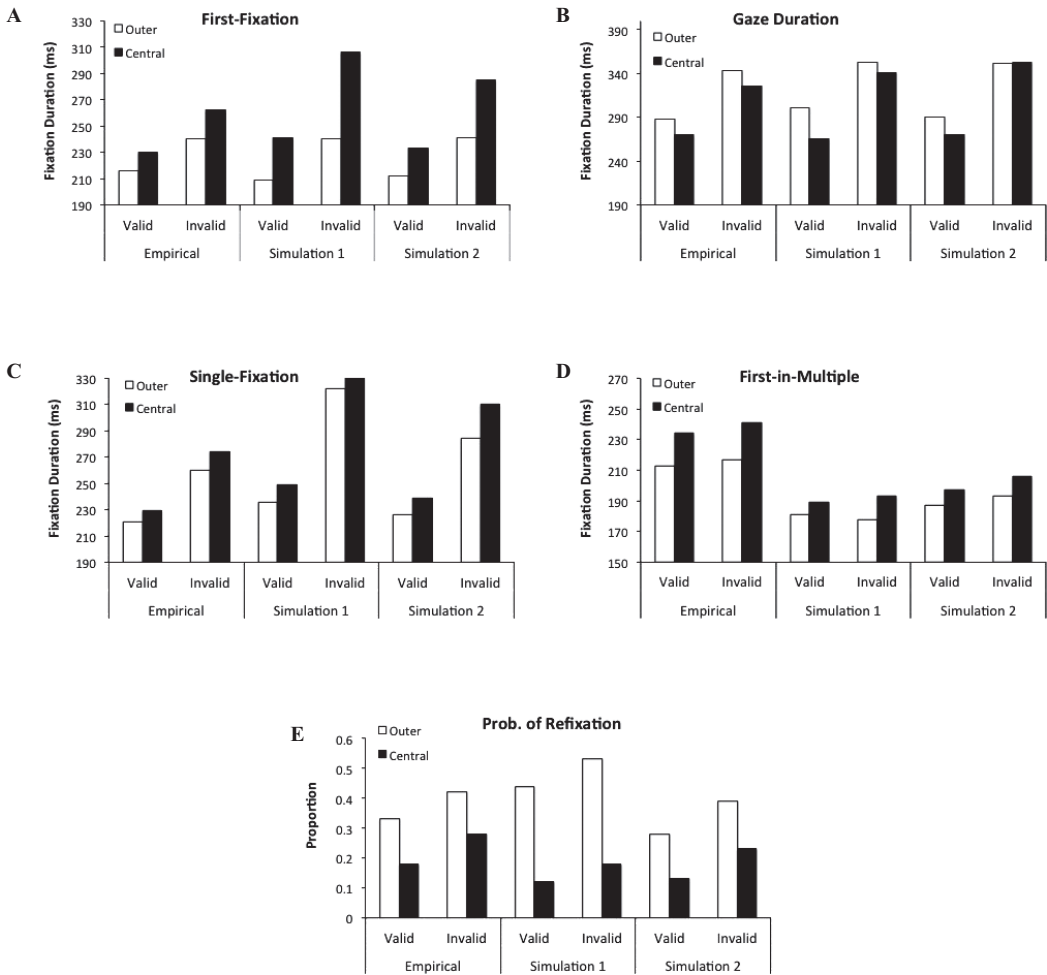 A
First-Fixation
Fixation Duration (ms)
330
310
290
270
250
230
210
190
Outer
Central
Valid Invalid Valid Invalid Valid Invalid
Empirical Simulation 1 Simulation 2
B
Gaze Duration
Fixation Duration (ms)
390
340
290
240
190
Outer
Central
Valid Invalid Valid Invalid Valid Invalid
Empirical Simulation 1 Simulation 2
C
Single-Fixation
Fixation Duration (ms)
330
310
290
270
250
230
210
190
Outer
Central
Valid Invalid Valid Invalid Valid Invalid
Empirical Simulation 1 Simulation 2
D
First-in-Multiple
Fixation Duration (ms)
270
250
230
210
190
170
150
Outer
Central
Valid Invalid Valid Invalid Valid Invalid
Empirical Simulation 1 Simulation 2
E
Prob. of Refixation
Proportion
0.6
0.5
0.4
0.3
0.2
0.1
0
Outer
Central
Valid Invalid Valid Invalid Valid Invalid
Empirical Simulation 1 Simulation 2